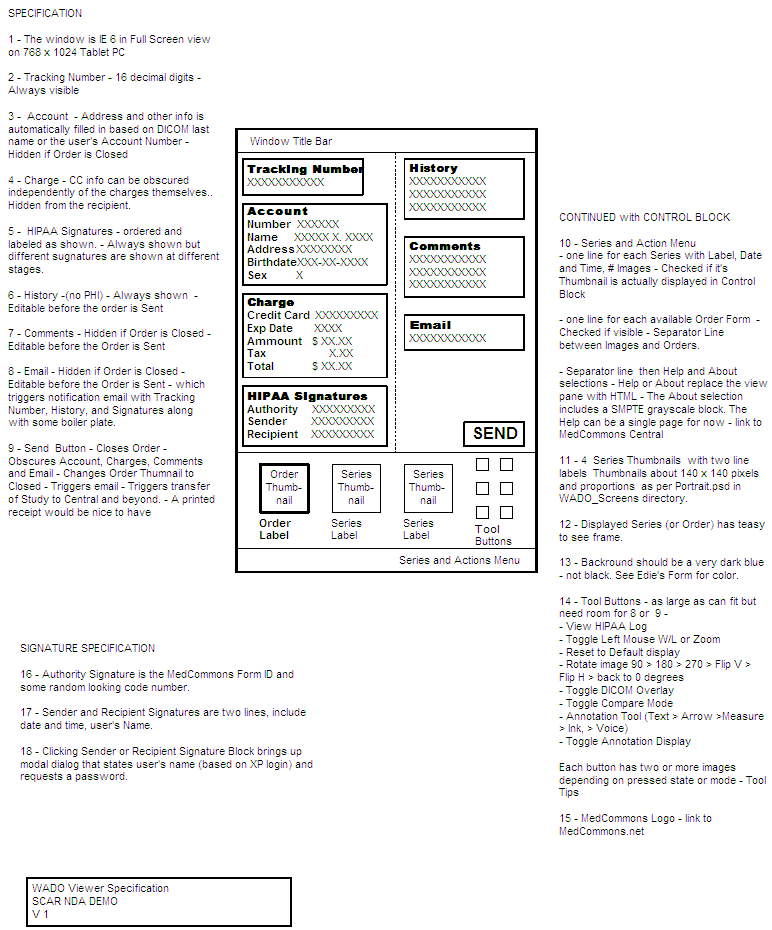 SPECIFICATION
1 - The window is IE 6 in Full Screen view
on 768 x 1024 Tablet PC
2 - Tracking Number - 16 decimal digits -
Always visible
3 -  Account  - Address and other info is
automatically filled in based on DICOM last
name or the user's Account Number -
Hidden if Order is Closed
4 - Charge - CC info can be obscured
independently of the charges themselves..
Hidden from the recipient.
5 -  HIPAA Signatures - ordered and
labeled as shown. - Always shown but
different sugnatures are shown at different
stages.
6 - History -(no PHI) - Always shown  -
Editable before the order is Sent
7 - Comments - Hidden if Order is Closed -
Editable before the Order is Sent
8 - Email - Hidden if Order is Closed -
Editable before the Order is Sent - which
triggers notification email with Tracking
Number, History, and Signatures along
with some boiler plate.
9 - Send  Button - Closes Order -
Obscures Account, Charges, Comments
and Email - Changes Order Thumnail to
Closed - Triggers email - Triggers transfer
of Study to Central and beyond. - A printed
receipt would be nice to have
Window Title Bar
Tracking Number
XXXXXXXXXXX
Account
Number XXXXXX
Name XXXXX X. XXXX
Address XXXXXXXX
Birthdate XXX-XX-XXXX
Sex X
Charge
Credit Card XXXXXXXXX
Exp Date XXXX
Ammount $ XX.XX
Tax X.XX
Total $ XX.XX
HIPAA Signatures
Authority XXXXXXXXX
Sender XXXXXXXXX
Recipient XXXXXXXXX
History
XXXXXXXXXXX
XXXXXXXXXXX
XXXXXXXXXXX
Comments
XXXXXXXXXXX
XXXXXXXXXXX
XXXXXXXXXXX
Email
XXXXXXXXXXX
SEND
Order
Thumb-
nail
Order
Label
Series
Thumb-
nail
Series
Label
Series
Thumb-
nail
Series
Label
Tool
Buttons
Series and Actions Menu
CONTINUED with CONTROL BLOCK
10 - Series and Action Menu
- one line for each Series with Label, Date
and Time, # Images - Checked if it's
Thumbnail is actually displayed in Control
Block
- one line for each available Order Form  -
Checked if visible - Separator Line
between Images and Orders.
- Separator line  then Help and About
selections - Help or About replace the view
pane with HTML - The About selection
includes a SMPTE grayscale block. The
Help can be a single page for now - link to
MedCommons Central
11 - 4  Series Thumbnails  with two line
labels  Thumbnails about 140 x 140 pixels
and proportions  as per Portrait.psd in
WADO_Screens directory.
12 - Displayed Series (or Order) has teasy
to see frame.
13 - Backround should be a very dark blue
- not black. See Edie's Form for color.
14 - Tool Buttons - as large as can fit but
need room for 8 or  9 -
- View HIPAA Log
- Toggle Left Mouse W/L or Zoom
- Reset to Default display
- Rotate image 90 > 180 > 270 > Flip V >
Flip H > back to 0 degrees
- Toggle DICOM Overlay
- Toggle Compare Mode
- Annotation Tool (Text > Arrow >Measure
> Ink, > Voice)
- Toggle Annotation Display
Each button has two or more images
depending on pressed state or mode - Tool
Tips
15 - MedCommons Logo - link to
MedCommons.net
SIGNATURE SPECIFICATION
16 - Authority Signature is the MedCommons Form ID and
some random looking code number.
17 - Sender and Recipient Signatures are two lines, include
date and time, user's Name.
18 - Clicking Sender or Recipient Signature Block brings up
modal dialog that states user's name (based on XP login) and
requests a password.
WADO Viewer Specification
SCAR NDA DEMO
V 1